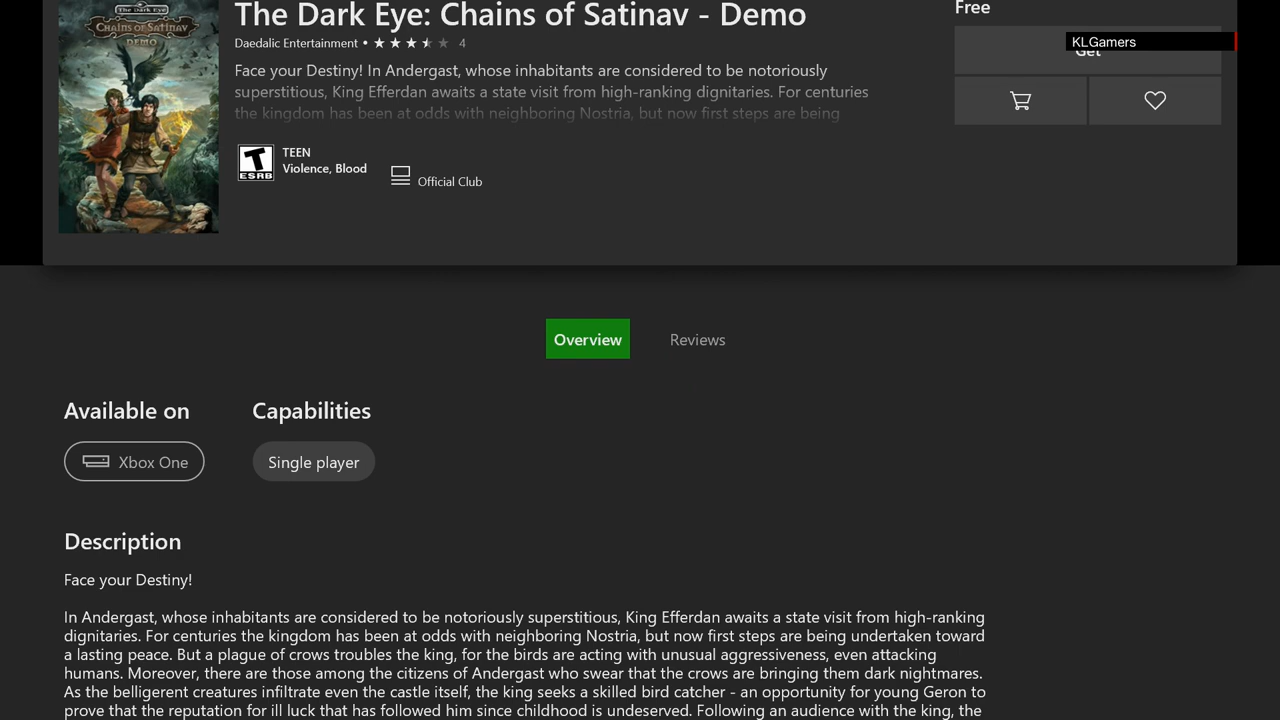 The Dark Eye
CHAINS OF SATINAV
DEMO
The Dark Eye: Chains of Satinav - Demo
Daedalic Entertainment • 4
Face your Destiny! In Andergast, whose inhabitants are considered to be notoriously
superstitious, King Efferdan awaits a state visit from high-ranking dignitaries. For centuries
the kingdom has been at odds with neighboring Nostria, but now first steps are being
T
ESRB
TEEN
Violence, Blood
Official Club
Free
KLGamers
Get
Overview
Reviews
Available on
Capabilities
Xbox One
Single player
Description
Face your Destiny!
In Andergast, whose inhabitants are considered to be notoriously superstitious, King Efferdan awaits a state visit from high-ranking
dignitaries. For centuries the kingdom has been at odds with neighboring Nostria, but now first steps are being undertaken toward
a lasting peace. But a plague of crows troubles the king, for the birds are acting with unusual aggressiveness, even attacking
humans. Moreover, there are those among the citizens of Andergast who swear that the crows are bringing them dark nightmares.
As the belligerent creatures infiltrate even the castle itself, the king seeks a skilled bird catcher - an opportunity for young Geron to
prove that the reputation for ill luck that has followed him since childhood is undeserved. Following an audience with the king, the